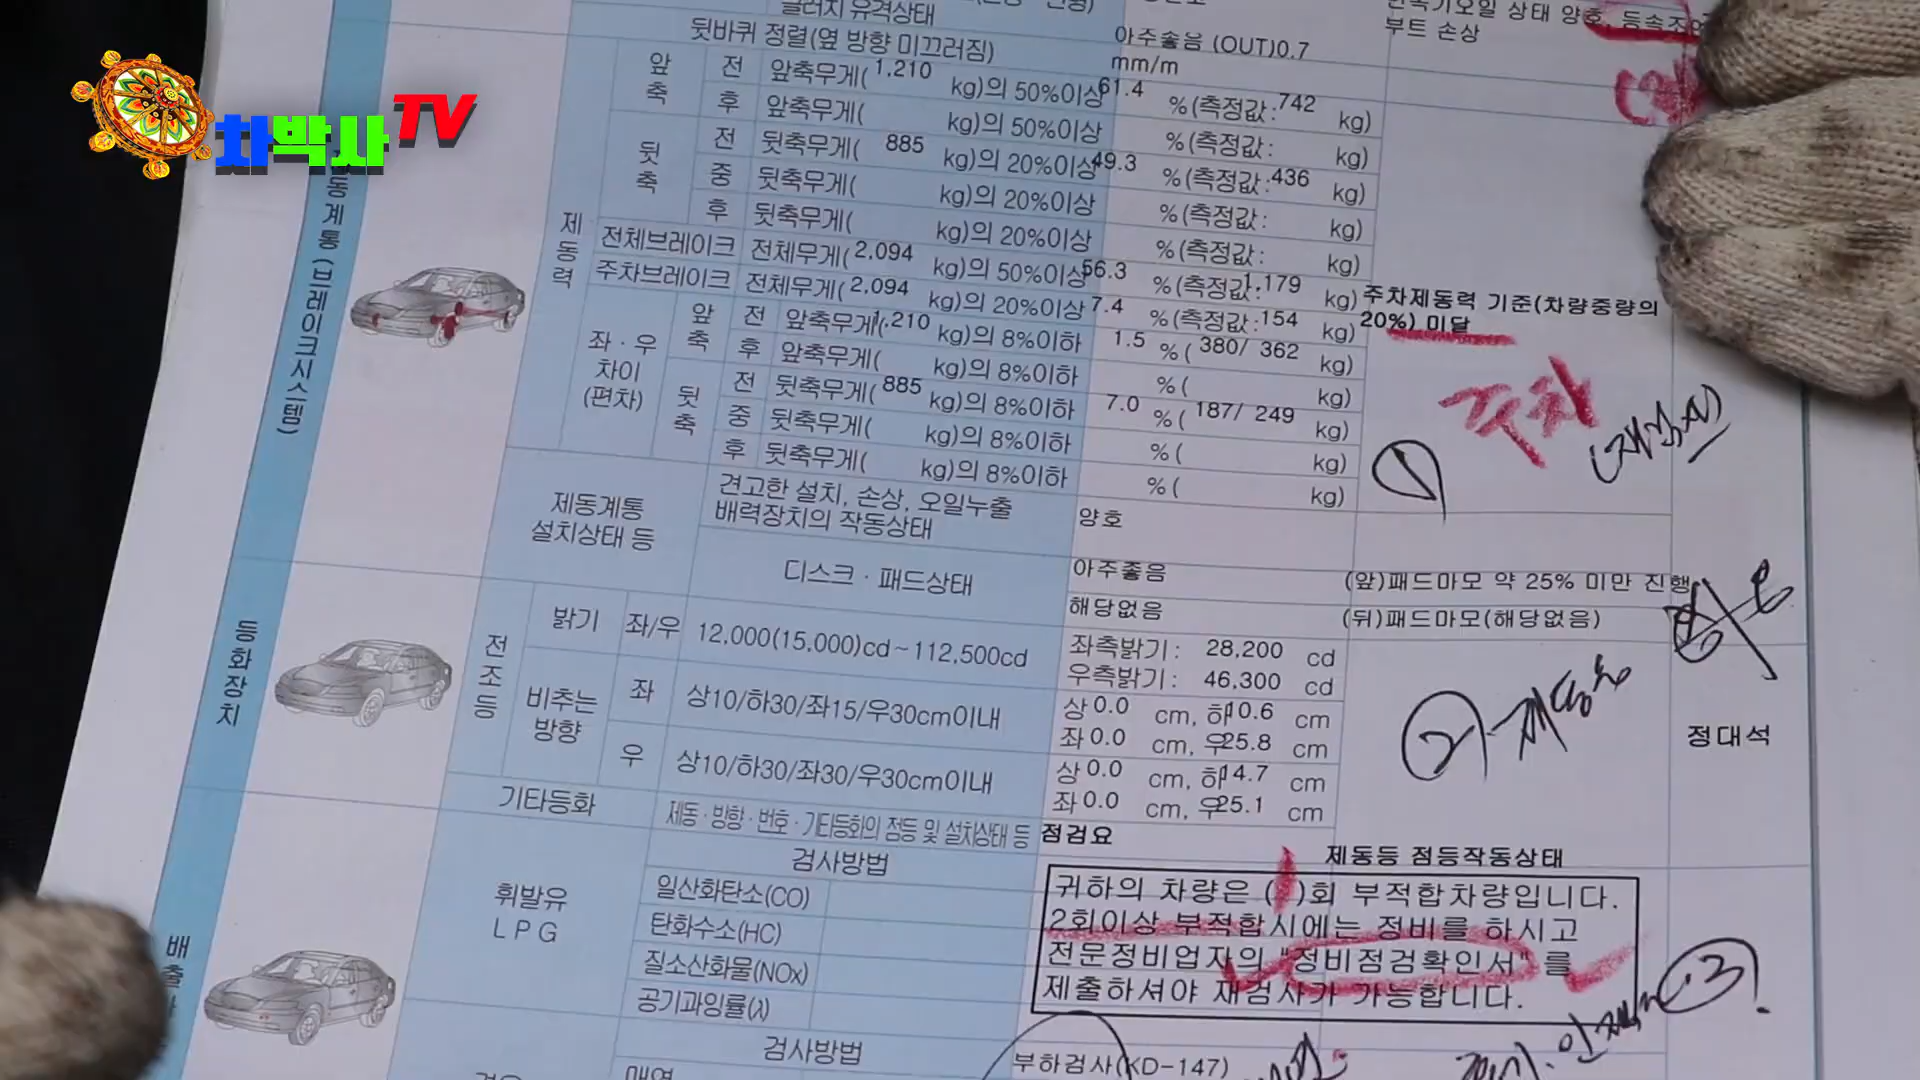 차박사TV
클러치 유격상태
뒷바퀴 정렬(옆 방향 미끄러짐)
아주좋음 (OUT)0.7
mm/m
상태 양호, 등속조인
부트 손상
동계통(브레이크시스템)
제동력
앞축
전 앞축무게( 1,210 kg)의 50%이상 61.4 %(측정값: 742 kg)
후 앞축무게( kg)의 50%이상 %(측정값: kg)
뒷축
전 뒷축무게( 885 kg)의 20%이상 49.3 %(측정값: 436 kg)
중 뒷축무게( kg)의 20%이상 %(측정값: kg)
후 뒷축무게( kg)의 20%이상 %(측정값: kg)
전체브레이크 전체무게( 2,094 kg)의 50%이상 56.3 %(측정값: 1,179 kg)
주차브레이크 전체무게( 2,094 kg)의 20%이상 7.4 %(측정값: 154 kg)
주차제동력 기준(차량중량의
20%) 미달
좌·우
차이
(편차)
앞축
전 앞축무게( 1,210 kg)의 8%이하 1.5 %( 380/ 362 kg)
후 앞축무게( kg)의 8%이하 %( kg)
뒷축
전 뒷축무게( 885 kg)의 8%이하 7.0 %( 187/ 249 kg)
중 뒷축무게( kg)의 8%이하 %( kg)
후 뒷축무게( kg)의 8%이하 %( kg)
주차
제동계통
설치상태 등
견고한 설치, 손상, 오일누출
배력장치의 작동상태
양호
디스크·패드상태
아주좋음
(앞)패드마모 약 25% 미만 진행
해당없음
(뒤)패드마모(해당없음)
등화장치
전조등
밝기 좌/우 12,000(15,000)cd~112,500cd
좌측밝기: 28,200 cd
우측밝기: 46,300 cd
비추는
방향
좌 상10/하30/좌15/우30cm이내
상 0.0 cm, 하 10.6 cm
좌 0.0 cm, 우 25.8 cm
우 상10/하30/좌30/우30cm이내
상 0.0 cm, 하 14.7 cm
좌 0.0 cm, 우 25.1 cm
정대석
기타등화
제동·방향·번호·기타등화의 점등 및 설치상태 등
점검요
제동등 점등작동상태
배출
휘발유
LPG
검사방법
일산화탄소(CO)
탄화수소(HC)
질소산화물(NOx)
공기과잉률(λ)
귀하의 차량은 (1)회 부적합차량입니다.
2회이상 부적합시에는 정비를 하시고
전문정비업자의 "정비점검확인서"를
제출하셔야 재검사가 가능합니다.
검사방법
부하검사(KD-147)
매연